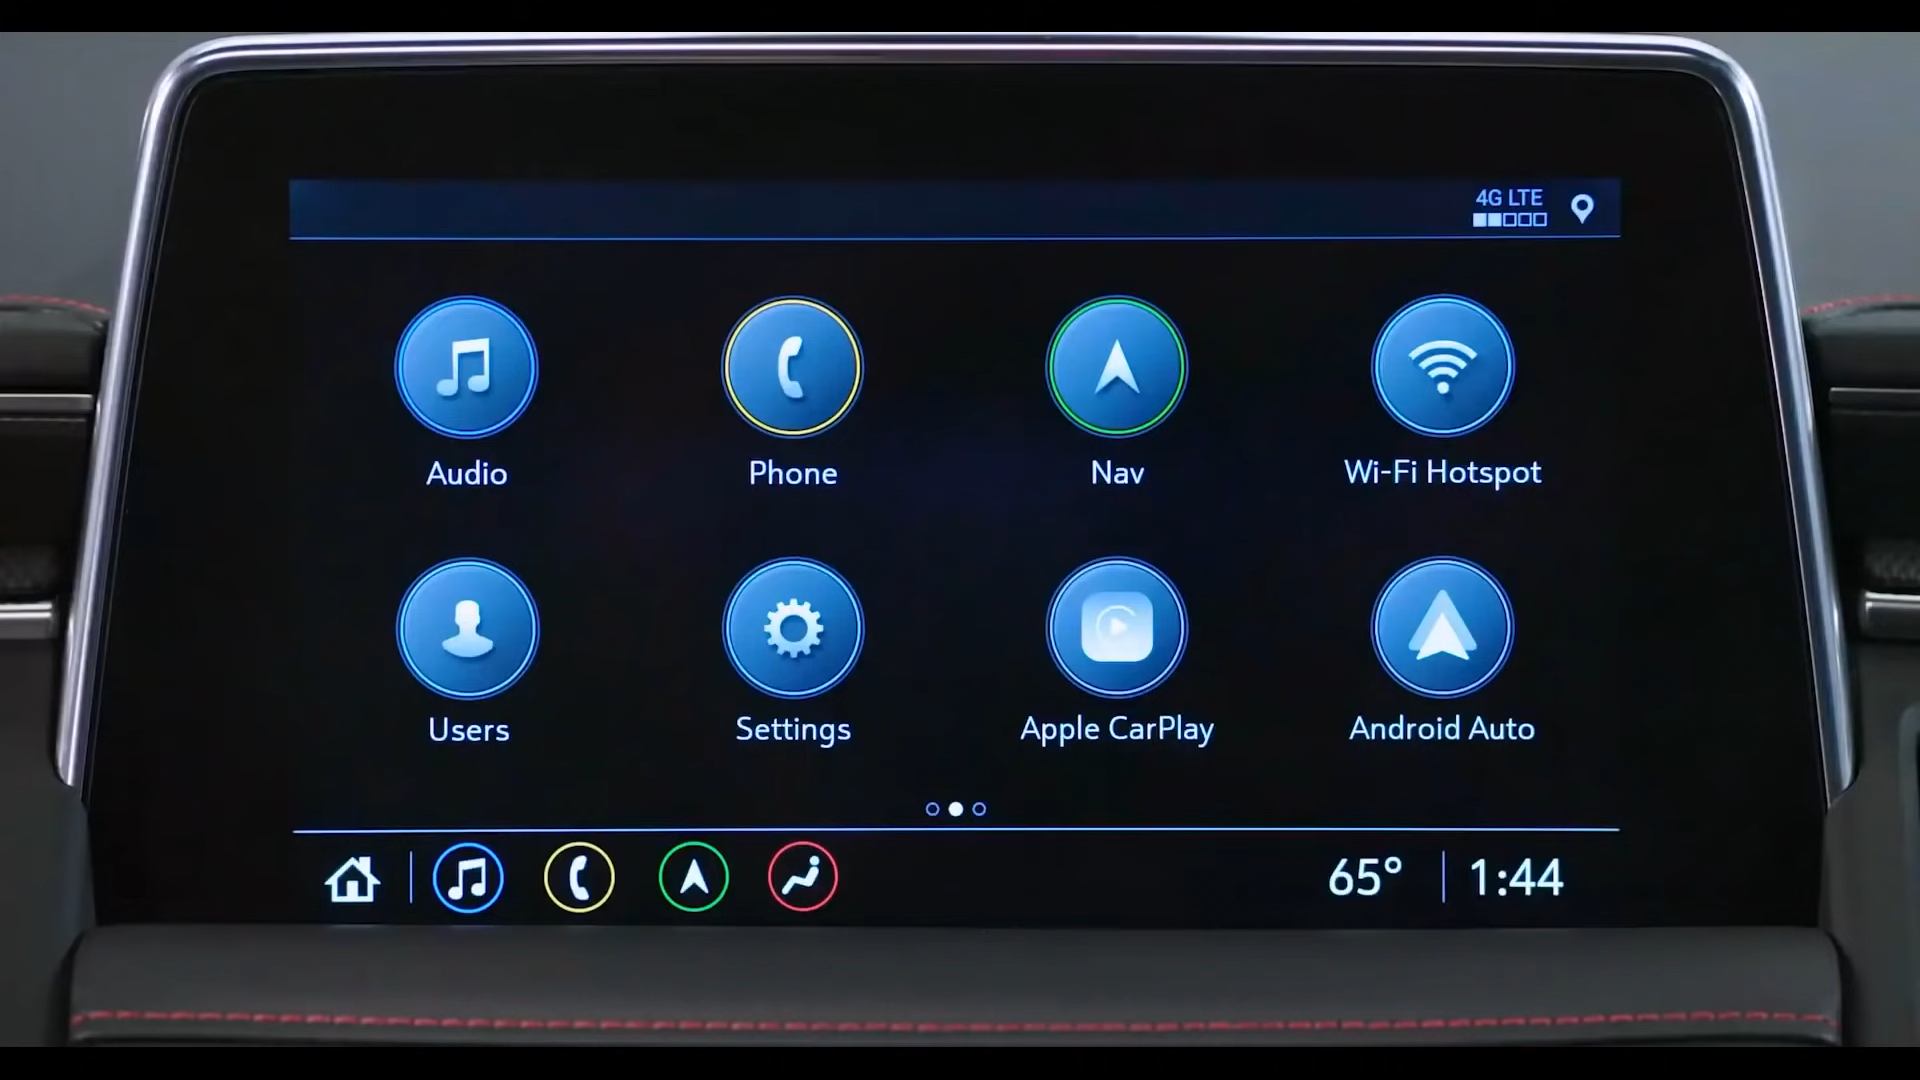 4G LTE
Audio
Phone
Nav
Wi-Fi Hotspot
Users
Settings
Apple CarPlay
Android Auto
65°
1:44